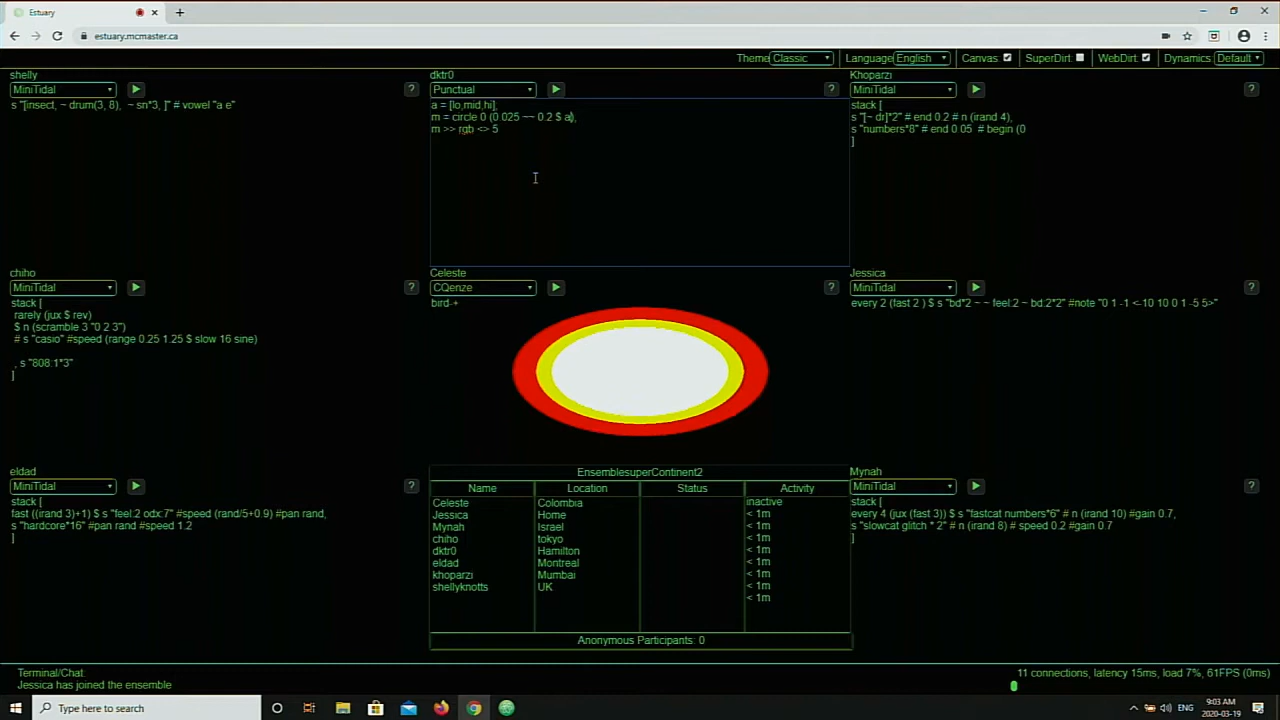 Estuary
estuary.mcmaster.ca
Theme Classic Language English Canvas SuperDirt: WebDirt Dynamics Default
shelly
MiniTidal
?
s "[insect, ~ drum(3, 8), ~ sn*3, ]" # vowel "a e"
dktr0
Punctual
?
a = [lo,mid,hi],
m = circle 0 (0 025 ~~ 0.2 $ a),
m >> rgb <> 5
Khoparzi
MiniTidal
?
stack [
s "[~ dr]*2" # end 0.2 # n (irand 4),
s "numbers*8" # end 0 05 # begin (0
]
chiho
MiniTidal
?
stack [
rarely (jux $ rev)
$ n (scramble 3 "0 2 3")
# s "casio" #speed (range 0.25 1.25 $ slow 16 sine)
, s "808:1*3"
]
Celeste
CQenze
?
bird-+
Jessica
MiniTidal
?
every 2 (fast 2 ) $ s "bd*2 ~ ~ feel:2 ~ bd:2*2" #note "0 1 -1 <-10 10 0 1 -5 5>"
eldad
MiniTidal
?
stack [
fast ((irand 3)+1) $ s "feel:2 odx:7" #speed (rand/5+0.9) #pan rand,
s "hardcore*16" #pan rand #speed 1.2
]
EnsemblesuperContinent2
Name Location Status Activity
Celeste Colombia inactive
Jessica Home < 1m
Mynah Israel < 1m
chiho tokyo < 1m
dktr0 Hamilton < 1m
eldad Montreal < 1m
khoparzi Mumbai < 1m
shellyknotts UK < 1m
< 1m
Anonymous Participants: 0
Mynah
MiniTidal
?
stack [
every 4 (jux (fast 3)) $ s "fastcat numbers*6" # n (irand 10) #gain 0.7,
s "slowcat glitch * 2" # n (irand 8) # speed 0.2 #gain 0.7
]
Terminal/Chat:
Jessica has joined the ensemble
11 connections, latency 15ms, load 7%, 61FPS (0ms)
Type here to search
ENG
9:03 AM
2020-03-19